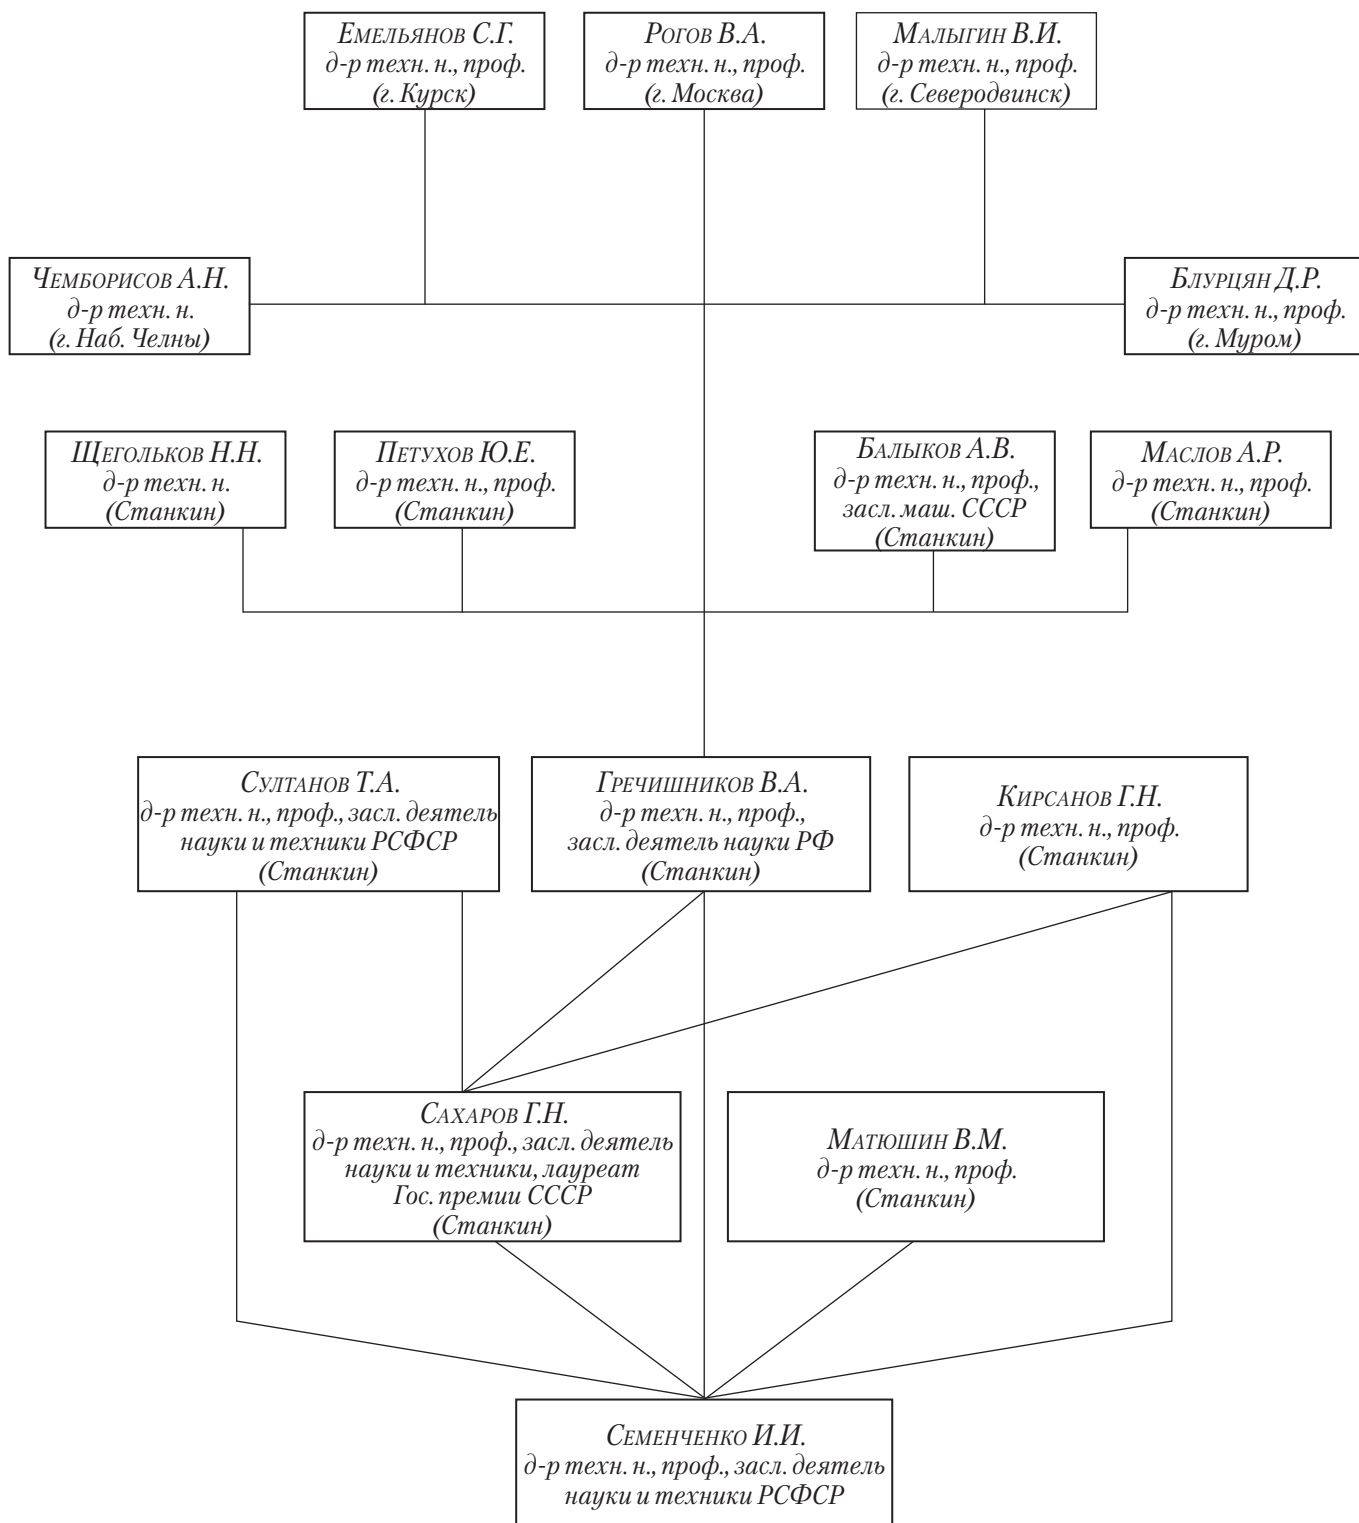 Емельянов С.Г.
д-р техн. н., проф.
(г. Курск)
Рогов В.А.
д-р техн. н., проф.
(г. Москва)
Малыгин В.И.
д-р техн. н., проф.
(г. Северодвинск)
Чемборисов А.Н.
д-р техн. н.
(г. Наб. Челны)
Блурцян Д.Р.
д-р техн. н., проф.
(г. Муром)
Щегольков Н.Н.
д-р техн. н.
(Станкин)
Петухов Ю.Е.
д-р техн. н., проф.
(Станкин)
Балыков А.В.
д-р техн. н., проф.,
засл. маш. СССР
(Станкин)
Маслов А.Р.
д-р техн. н., проф.
(Станкин)
Султанов Т.А.
д-р техн. н., проф., засл. деятель
науки и техники РСФСР
(Станкин)
Гречишников В.А.
д-р техн. н., проф.,
засл. деятель науки РФ
(Станкин)
Кирсанов Г.Н.
д-р техн. н., проф.
(Станкин)
Сахаров Г.Н.
д-р техн. н., проф., засл. деятель
науки и техники, лауреат
Гос. премии СССР
(Станкин)
Матюшин В.М.
д-р техн. н., проф.
(Станкин)
Семенченко И.И.
д-р техн. н., проф., засл. деятель
науки и техники РСФСР